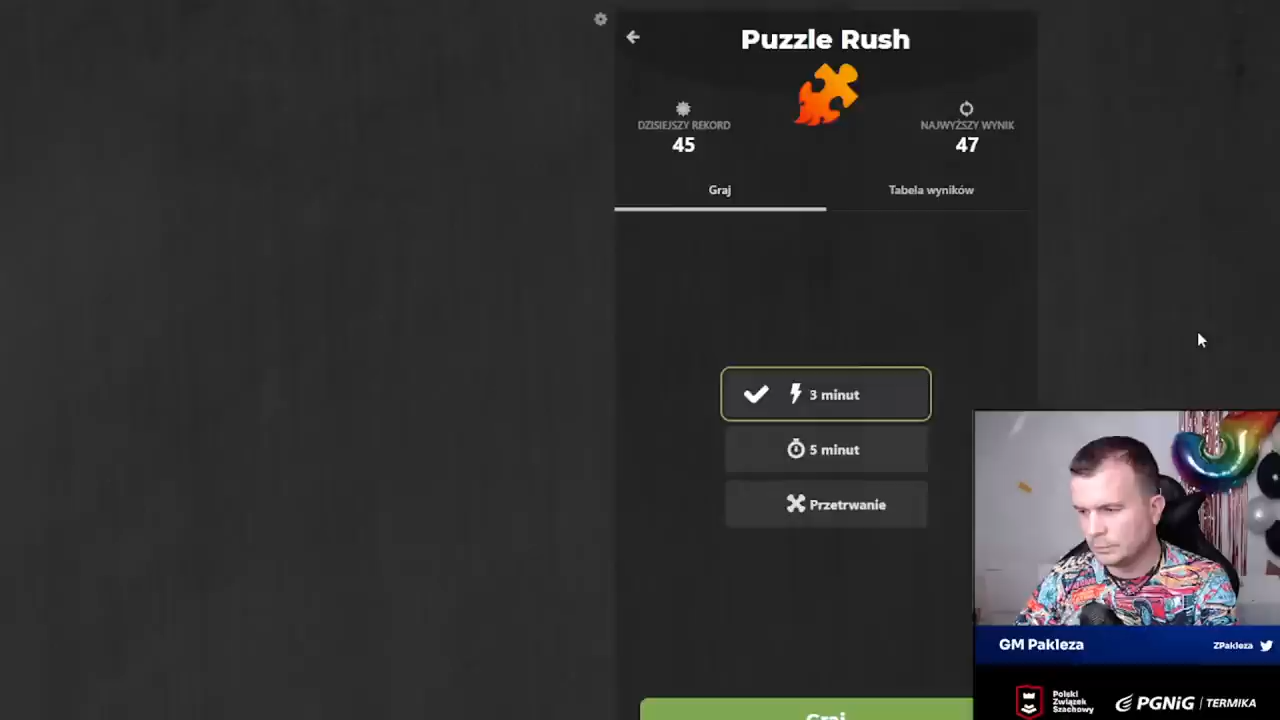 Puzzle Rush
DZISIEJSZY REKORD
45
NAJWYŻSZY WYNIK
47
Graj
Tabela wyników
3 minut
5 minut
Przetrwanie
Graj
GM Pakleza
ZPakleza
Polski
Związek
Szachowy
PGNiG TERMIKA